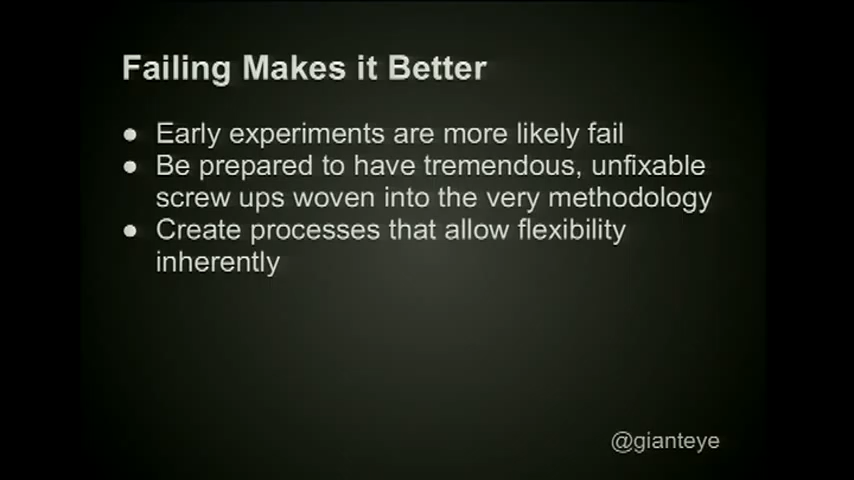 Failing Makes it Better
● Early experiments are more likely fail
● Be prepared to have tremendous, unfixable
screw ups woven into the very methodology
● Create processes that allow flexibility
inherently
@gianteye